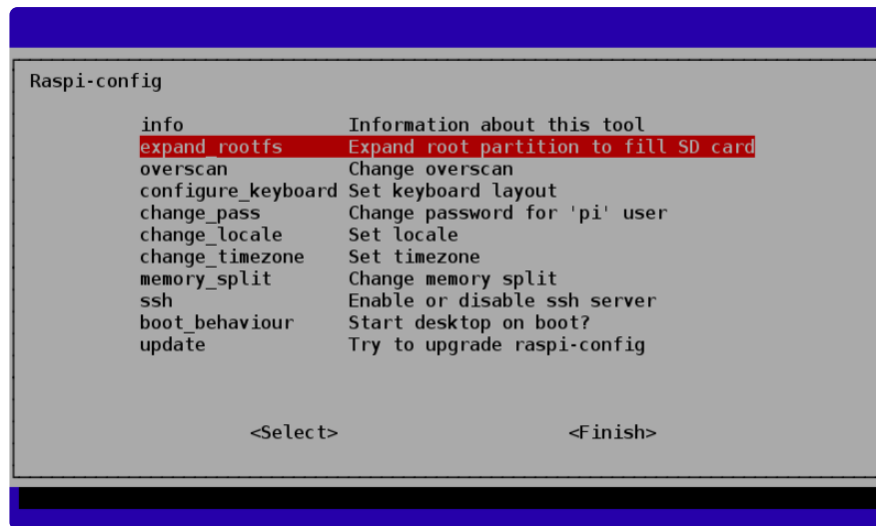 Raspi-config
info Information about this tool
expand_rootfs Expand root partition to fill SD card
overscan Change overscan
configure_keyboard Set keyboard layout
change_pass Change password for 'pi' user
change_locale Set locale
change_timezone Set timezone
memory_split Change memory split
ssh Enable or disable ssh server
boot_behaviour Start desktop on boot?
update Try to upgrade raspi-config
<Select> <Finish>